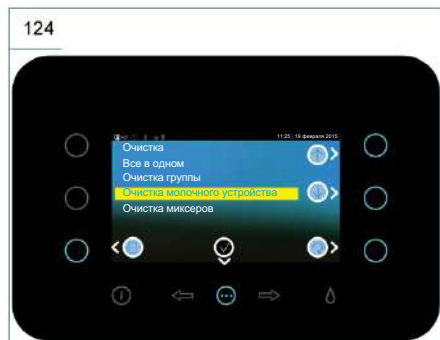 124
11:25 | 19 февраля 2015
Очистка
Все в одном
Очистка группы
Очистка молочного устройства
Очистка миксеров